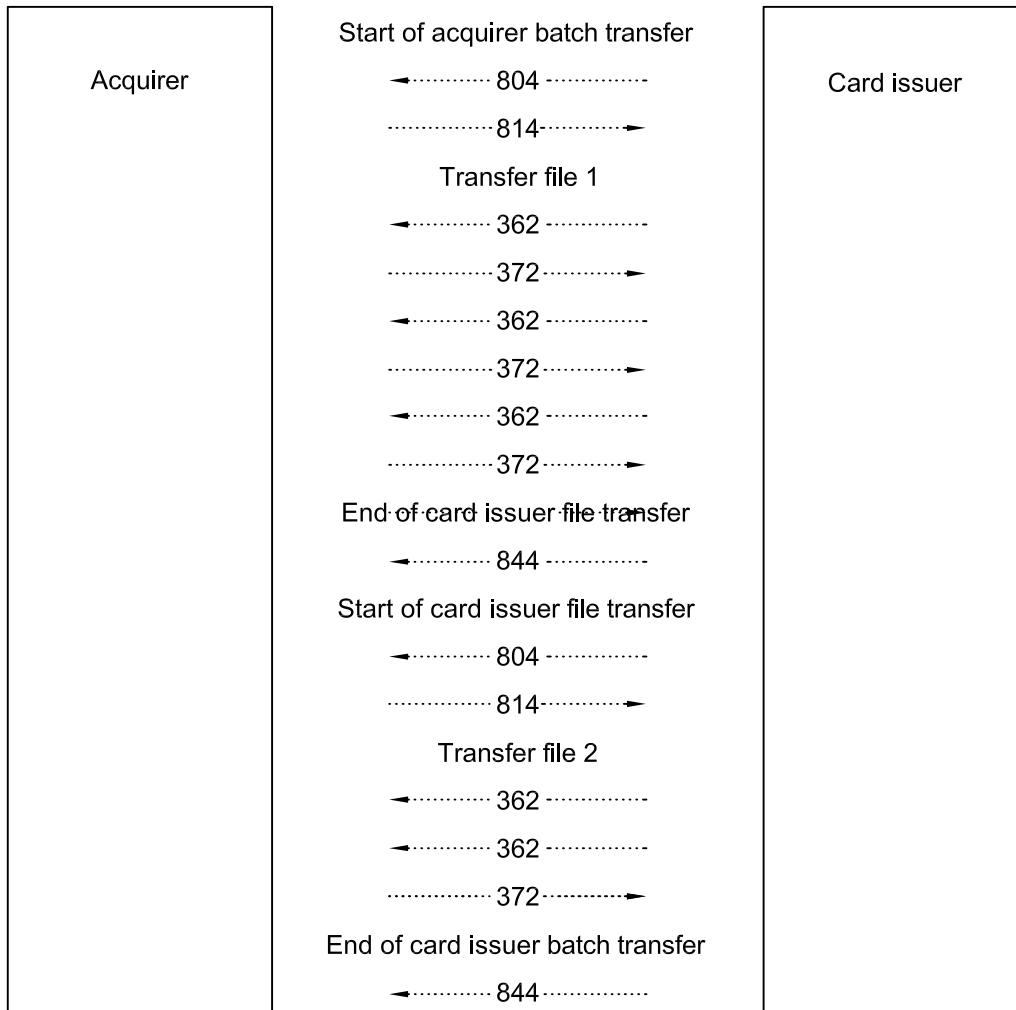 Start of acquirer batch transfer
Acquirer
804
Card issuer
814
Transfer file 1
362
372
362
372
362
372
End of card issuer file transfer
844
Start of card issuer file transfer
804
814
Transfer file 2
362
362
372
End of card issuer batch transfer
844